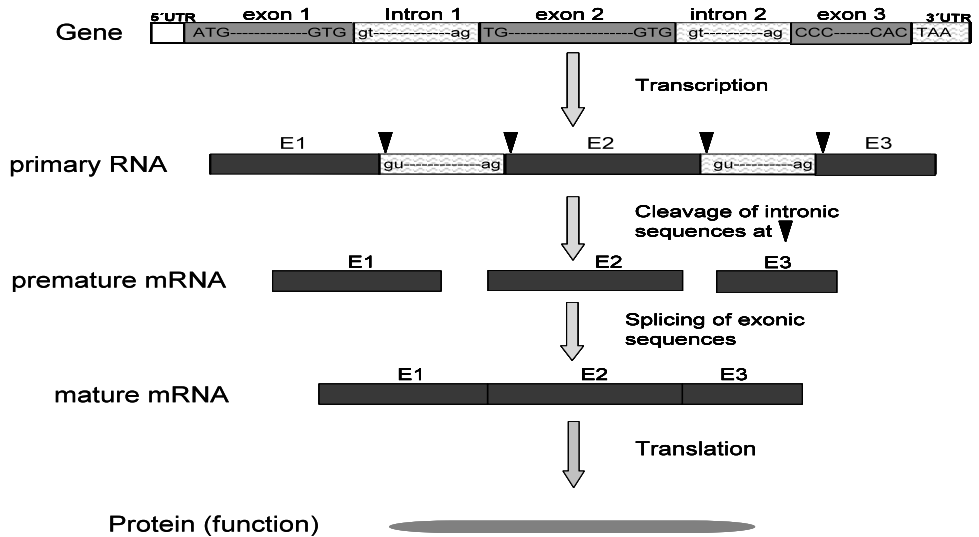 5´UTR exon 1 Intron 1 exon 2 intron 2 exon 3 3´UTR
Gene ATG---------GTG gt-------------ag TG-----------------GTG gt----------ag CCC------CAC TAA
Transcription
E1 E2 E3
primary RNA gu-----------ag gu----------ag
Cleavage of intronic
sequences at
E1 E2 E3
premature mRNA
Splicing of exonic
sequences
E1 E2 E3
mature mRNA
Translation
Protein (function)